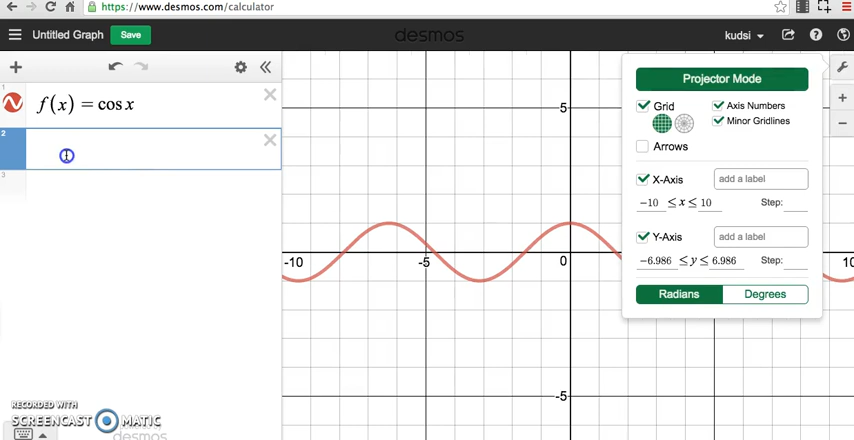 https://www.desmos.com/calculator
Untitled Graph
Save
desmos
kudsi
1
f(x) = cos x
2
3
Projector Mode
Grid
Axis Numbers
Minor Gridlines
Arrows
X-Axis
add a label
−10 ≤ x ≤ 10
Step:
Y-Axis
add a label
−6.986 ≤ y ≤ 6.986
Step:
Radians
Degrees
5
-10
-5
0
10
-5
RECORDED WITH
SCREENCAST MATIC
desmos